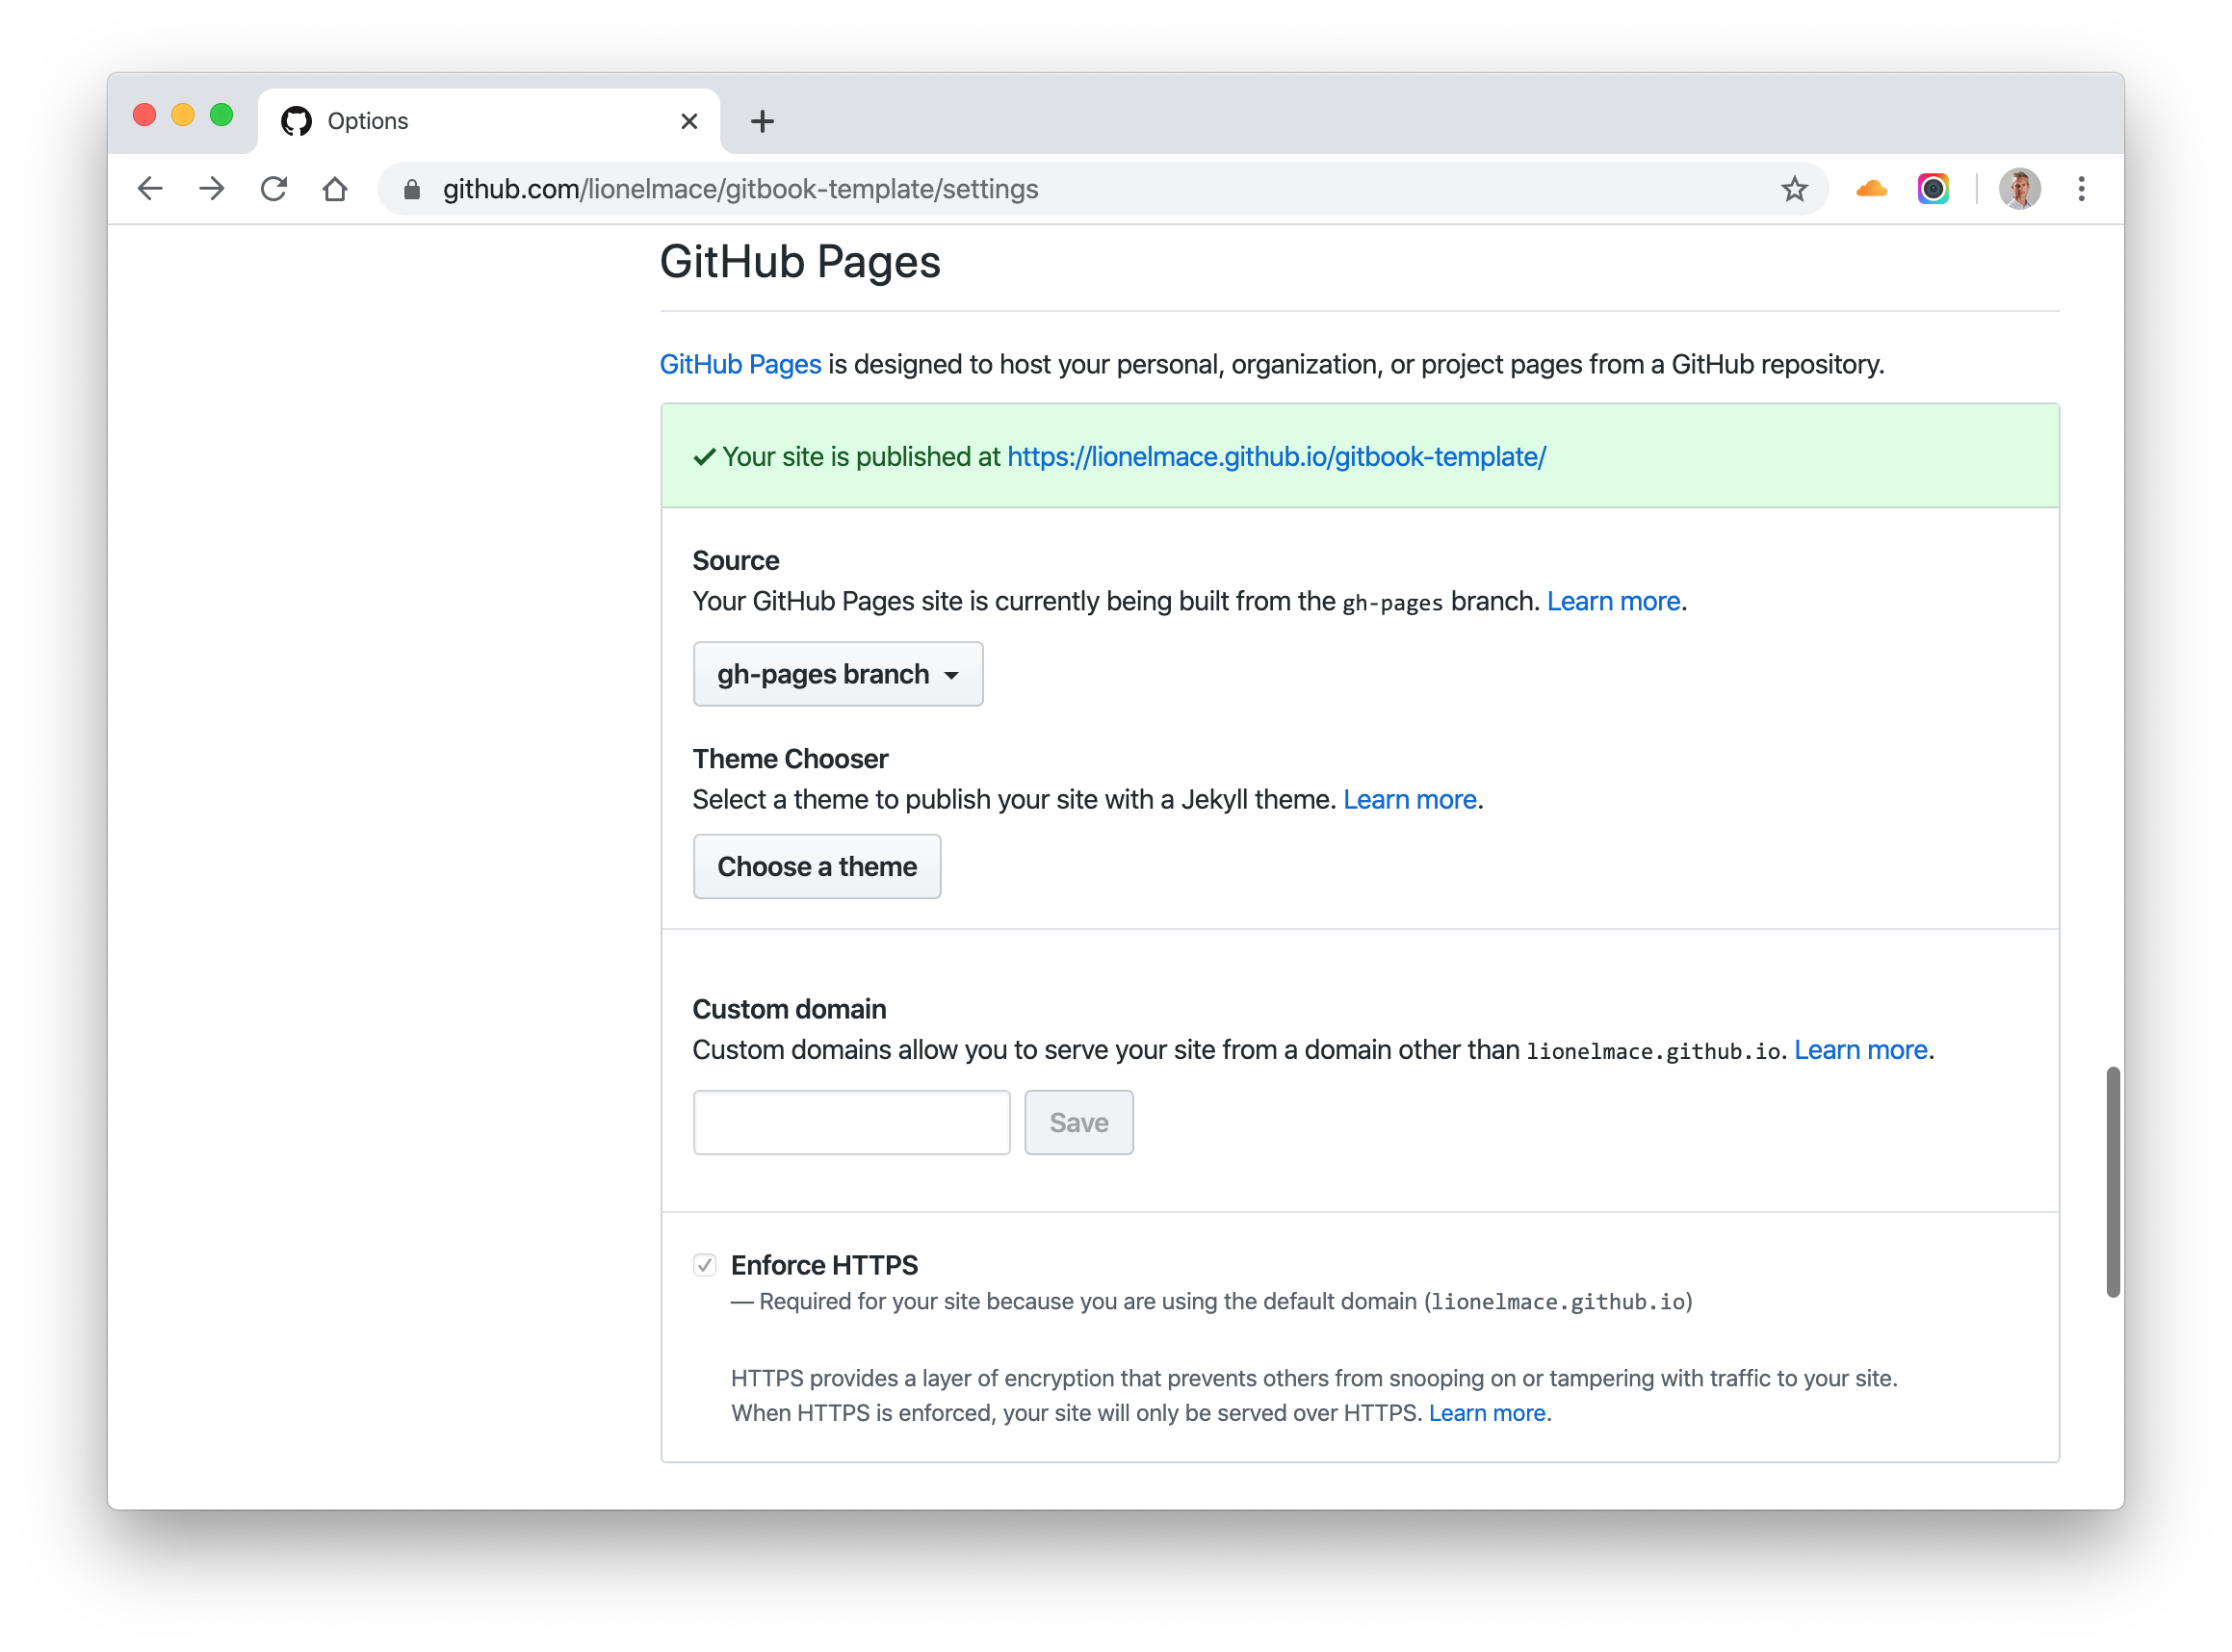 Options
github.com/lionelmace/gitbook-template/settings
GitHub Pages
GitHub Pages is designed to host your personal, organization, or project pages from a GitHub repository.
Your site is published at https://lionelmace.github.io/gitbook-template/
Source
Your GitHub Pages site is currently being built from the gh-pages branch. Learn more.
gh-pages branch
Theme Chooser
Select a theme to publish your site with a Jekyll theme. Learn more.
Choose a theme
Custom domain
Custom domains allow you to serve your site from a domain other than lionelmace.github.io. Learn more.
Save
Enforce HTTPS
— Required for your site because you are using the default domain (lionelmace.github.io)
HTTPS provides a layer of encryption that prevents others from snooping on or tampering with traffic to your site.
When HTTPS is enforced, your site will only be served over HTTPS. Learn more.